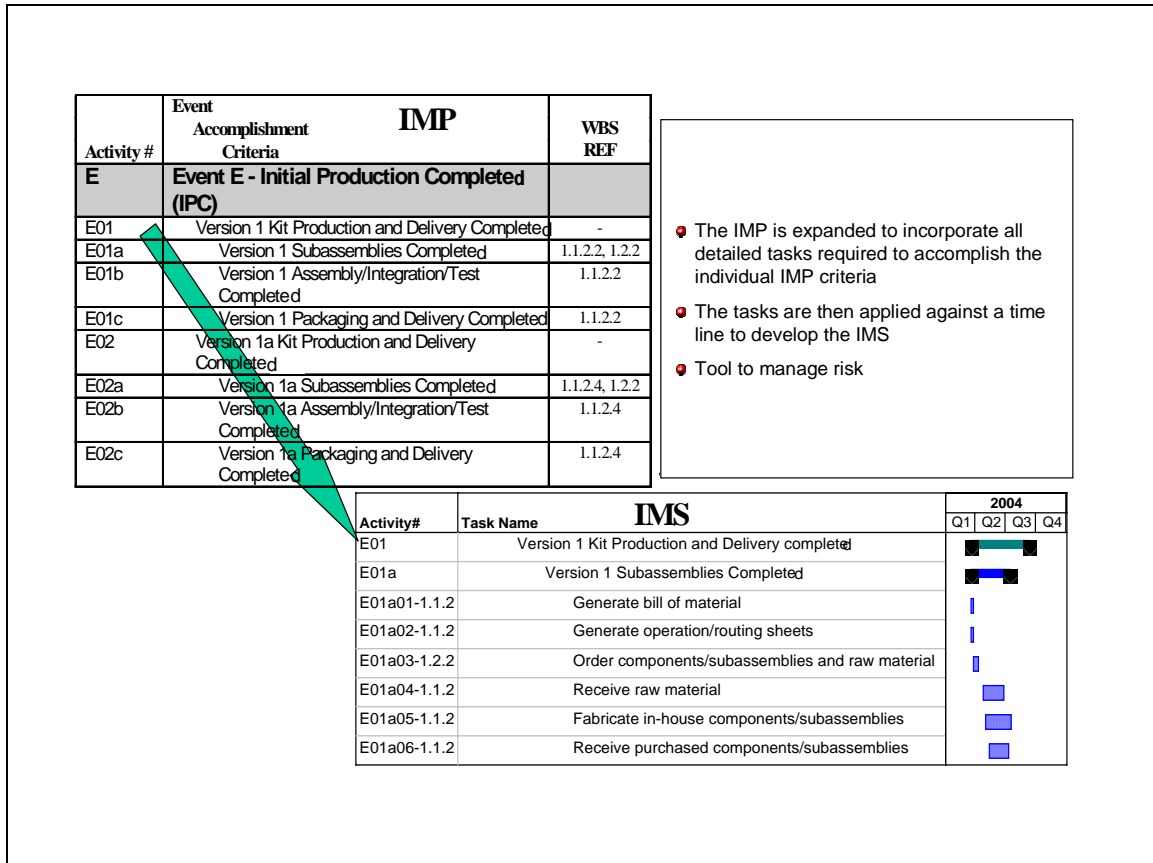 Event
IMP
Accomplishment
WBS
Activity #
Criteria
REF
E
Event E - Initial Production Completed
(IPC)
E01
Version 1 Kit Production and Delivery Completed
-
E01a
Version 1 Subassemblies Completed
1.1.2.2, 1.2.2
E01b
Version 1 Assembly/Integration/Test
Completed
1.1.2.2
E01c
Version 1 Packaging and Delivery Completed
1.1.2.2
E02
Version 1a Kit Production and Delivery
Completed
-
E02a
Version 1a Subassemblies Completed
1.1.2.4, 1.2.2
E02b
Version 1a Assembly/Integration/Test
Completed
1.1.2.4
E02c
Version 1a Packaging and Delivery
Completed
1.1.2.4
The IMP is expanded to incorporate all
detailed tasks required to accomplish the
individual IMP criteria
The tasks are then applied against a time
line to develop the IMS
Tool to manage risk
Activity#
Task Name
IMS
2004
Q1 Q2 Q3 Q4
E01
Version 1 Kit Production and Delivery completed
E01a
Version 1 Subassemblies Completed
E01a01-1.1.2
Generate bill of material
E01a02-1.1.2
Generate operation/routing sheets
E01a03-1.2.2
Order components/subassemblies and raw material
E01a04-1.1.2
Receive raw material
E01a05-1.1.2
Fabricate in-house components/subassemblies
E01a06-1.1.2
Receive purchased components/subassemblies